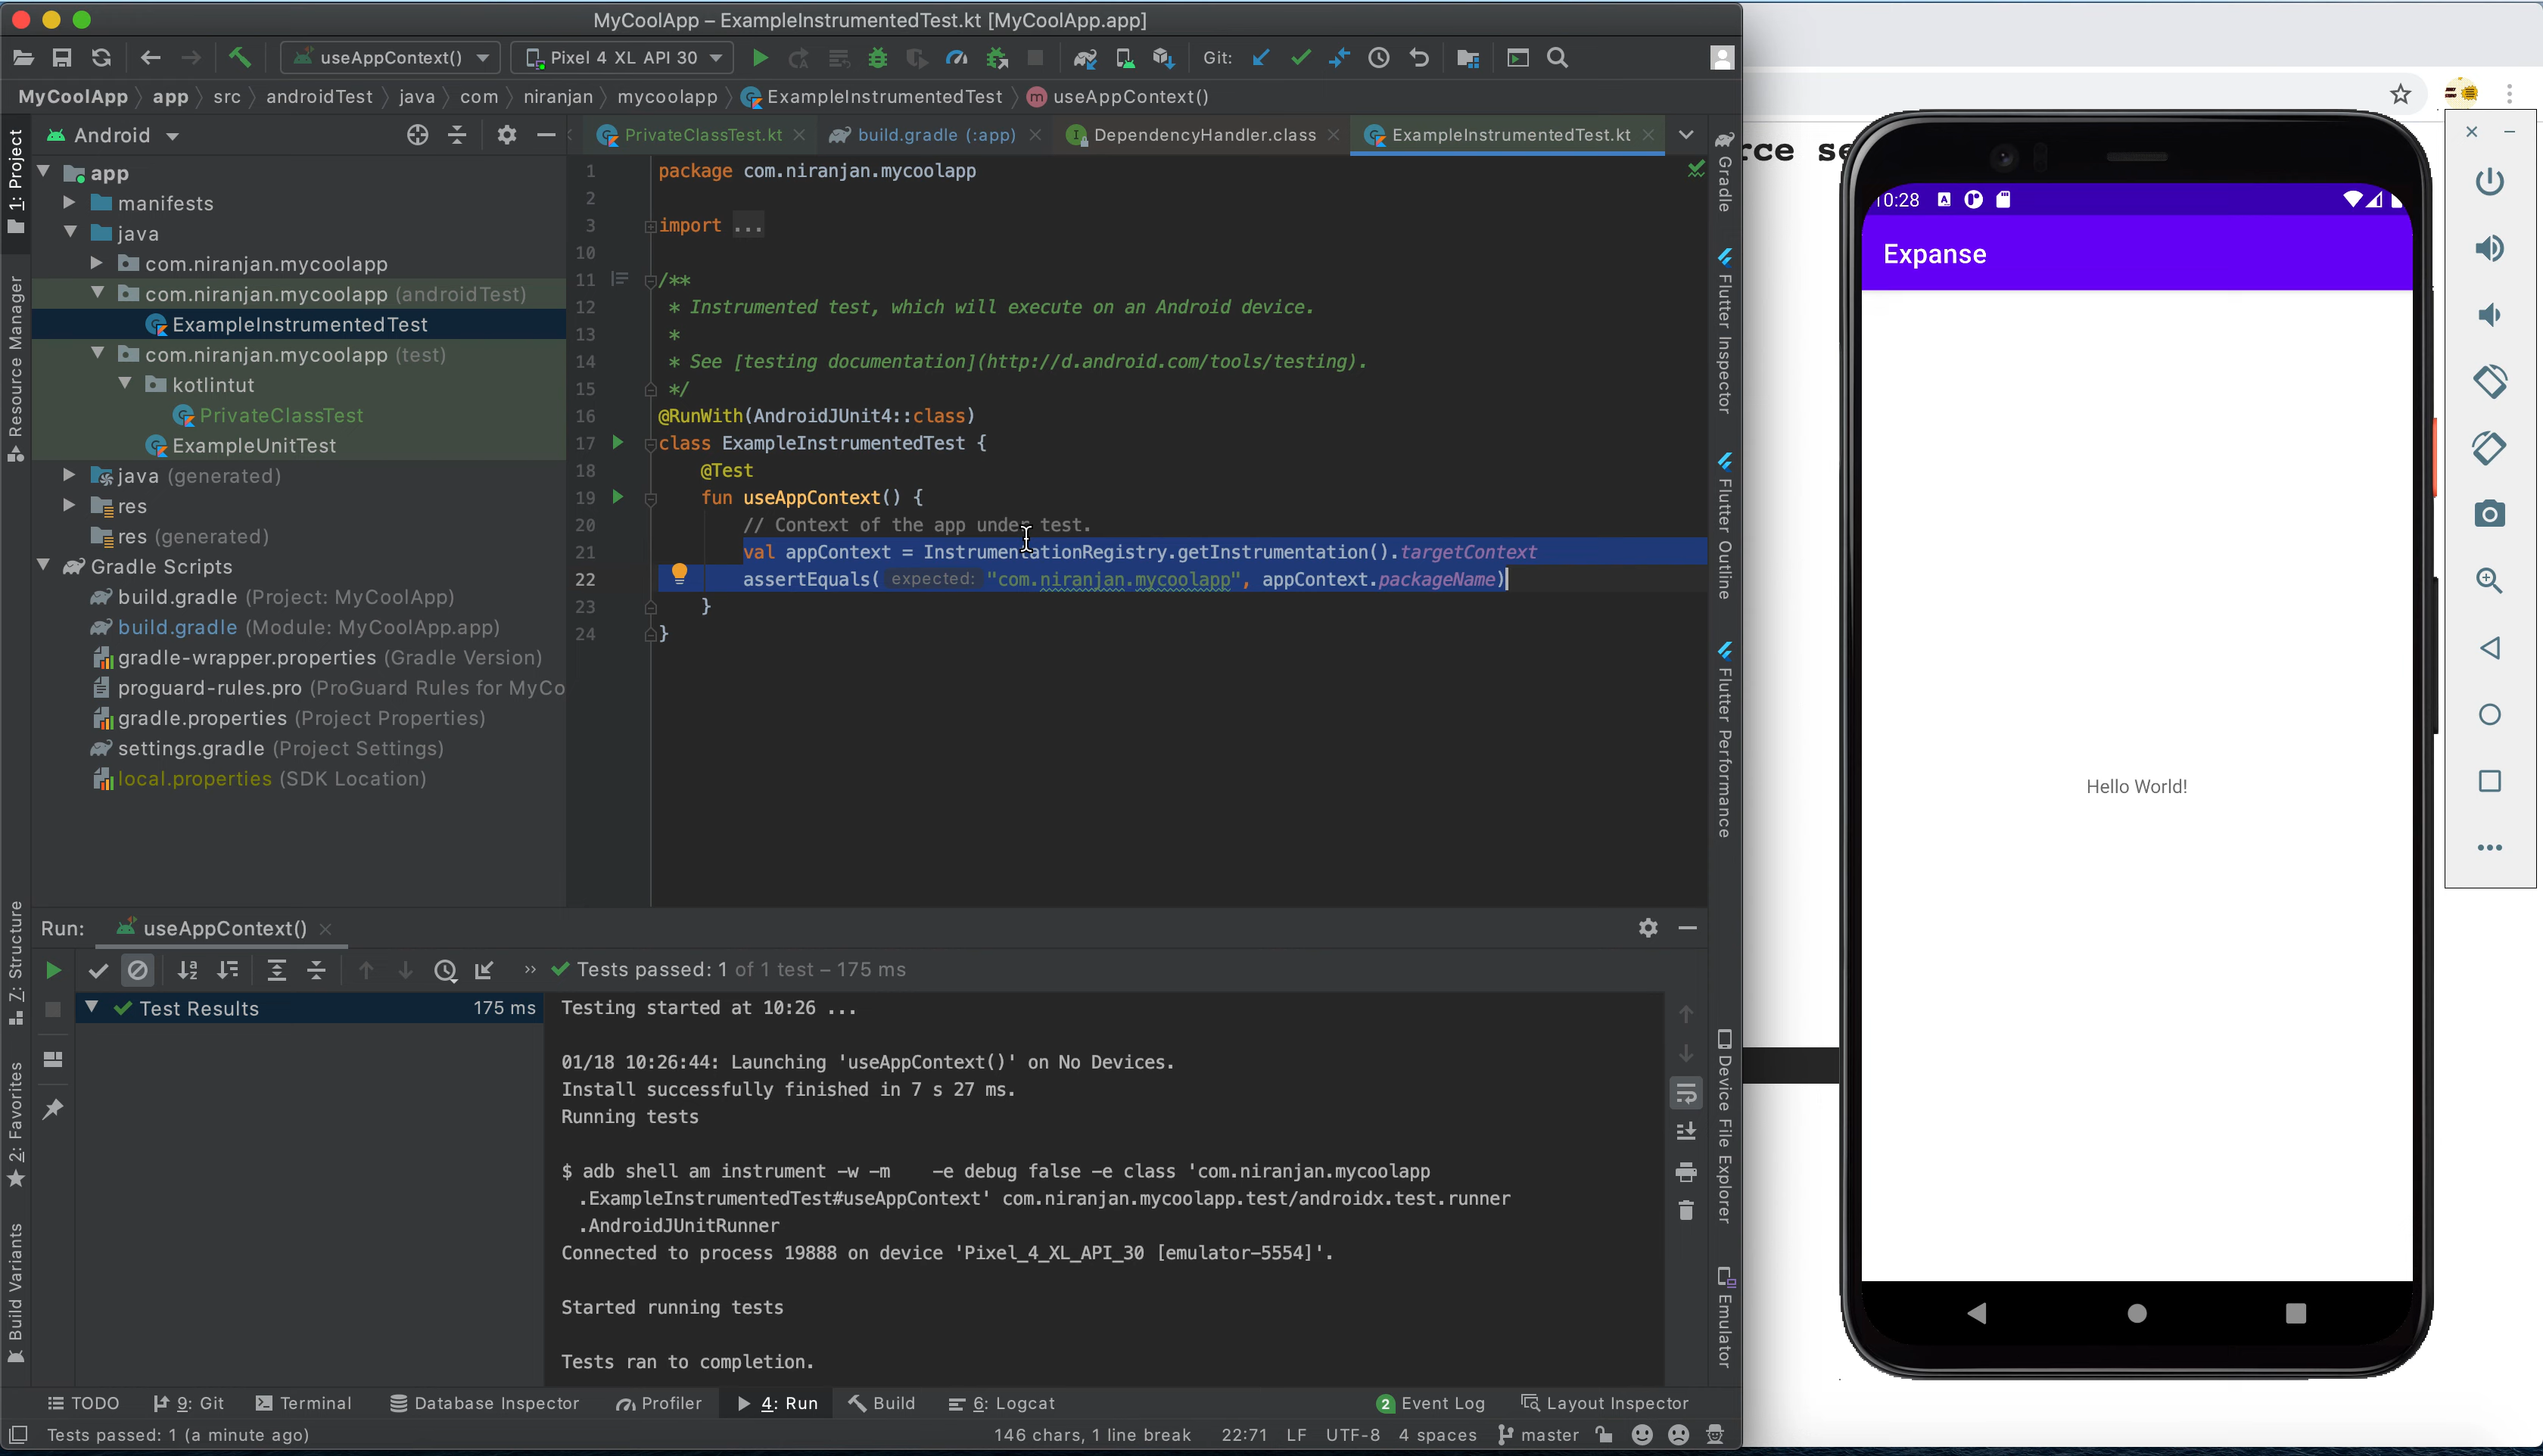 MyCoolApp – ExampleInstrumentedTest.kt [MyCoolApp.app]
useAppContext()
Pixel 4 XL API 30
Git:
MyCoolApp
app
src
androidTest
java
com
niranjan
mycoolapp
ExampleInstrumentedTest
useAppContext()
1: Project
Resource Manager
7: Structure
2: Favorites
Build Variants
Android
app
manifests
java
com.niranjan.mycoolapp
com.niranjan.mycoolapp (androidTest)
ExampleInstrumentedTest
com.niranjan.mycoolapp (test)
kotlintut
PrivateClassTest
ExampleUnitTest
java (generated)
res
res (generated)
Gradle Scripts
build.gradle (Project: MyCoolApp)
build.gradle (Module: MyCoolApp.app)
gradle-wrapper.properties (Gradle Version)
proguard-rules.pro (ProGuard Rules for MyCo
gradle.properties (Project Properties)
settings.gradle (Project Settings)
local.properties (SDK Location)
PrivateClassTest.kt
build.gradle (:app)
DependencyHandler.class
ExampleInstrumentedTest.kt
1 package com.niranjan.mycoolapp
2
3 import ...
10
11 /**
12 * Instrumented test, which will execute on an Android device.
13 *
14 * See [testing documentation](http://d.android.com/tools/testing).
15 */
16 @RunWith(AndroidJUnit4::class)
17 class ExampleInstrumentedTest {
18 @Test
19 fun useAppContext() {
20 // Context of the app under test.
21 val appContext = InstrumentationRegistry.getInstrumentation().targetContext
22 assertEquals( expected: "com.niranjan.mycoolapp", appContext.packageName)
23 }
24 }
Gradle
Flutter Inspector
Flutter Outline
Flutter Performance
Device File Explorer
Emulator
Run: useAppContext()
Tests passed: 1 of 1 test – 175 ms
Test Results 175 ms
Testing started at 10:26 ...
01/18 10:26:44: Launching 'useAppContext()' on No Devices.
Install successfully finished in 7 s 27 ms.
Running tests
$ adb shell am instrument -w -m    -e debug false -e class 'com.niranjan.mycoolapp
.ExampleInstrumentedTest#useAppContext' com.niranjan.mycoolapp.test/androidx.test.runner
.AndroidJUnitRunner
Connected to process 19888 on device 'Pixel_4_XL_API_30 [emulator-5554]'.
Started running tests
Tests ran to completion.
TODO
9: Git
Terminal
Database Inspector
Profiler
4: Run
Build
6: Logcat
2 Event Log
Layout Inspector
Tests passed: 1 (a minute ago)
146 chars, 1 line break
22:71
LF
UTF-8
4 spaces
master
rce se
10:28
Expanse
Hello World!